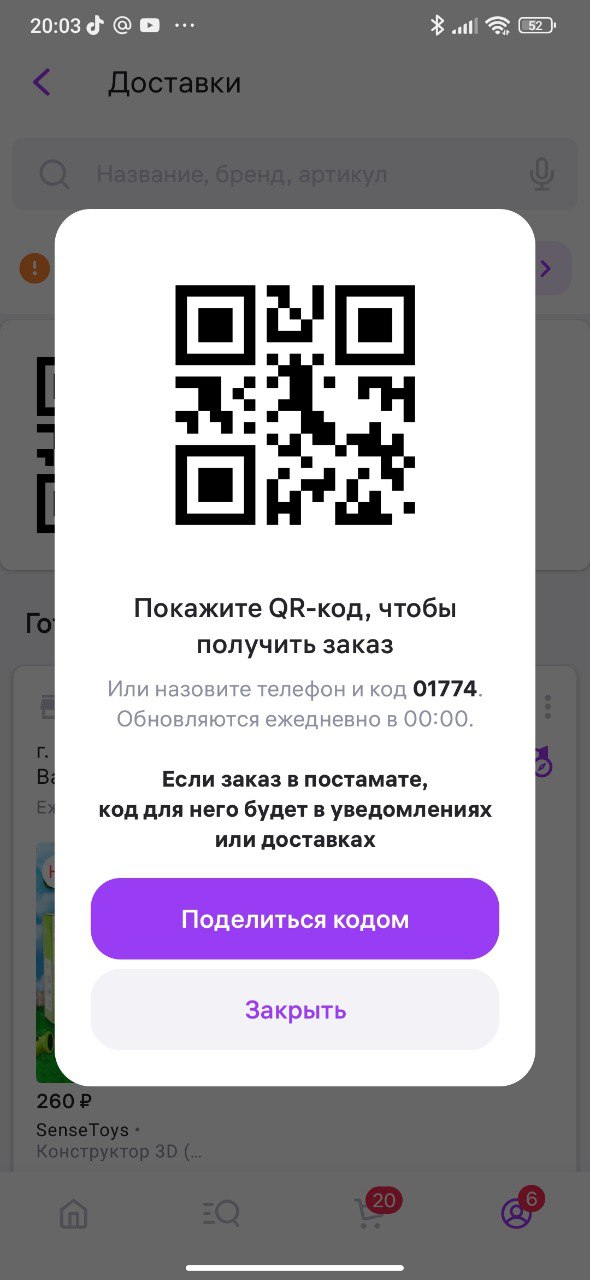 20:03
52
Доставки
Название, бренд, артикул
Покажите QR-код, чтобы
получить заказ
Или назовите телефон и код 01774.
Обновляются ежедневно в 00:00.
Если заказ в постамате,
код для него будет в уведомлениях
или доставках
г.
Поделиться кодом
Закрыть
260 ₽
SenseToys •
Конструктор 3D (...
20
6